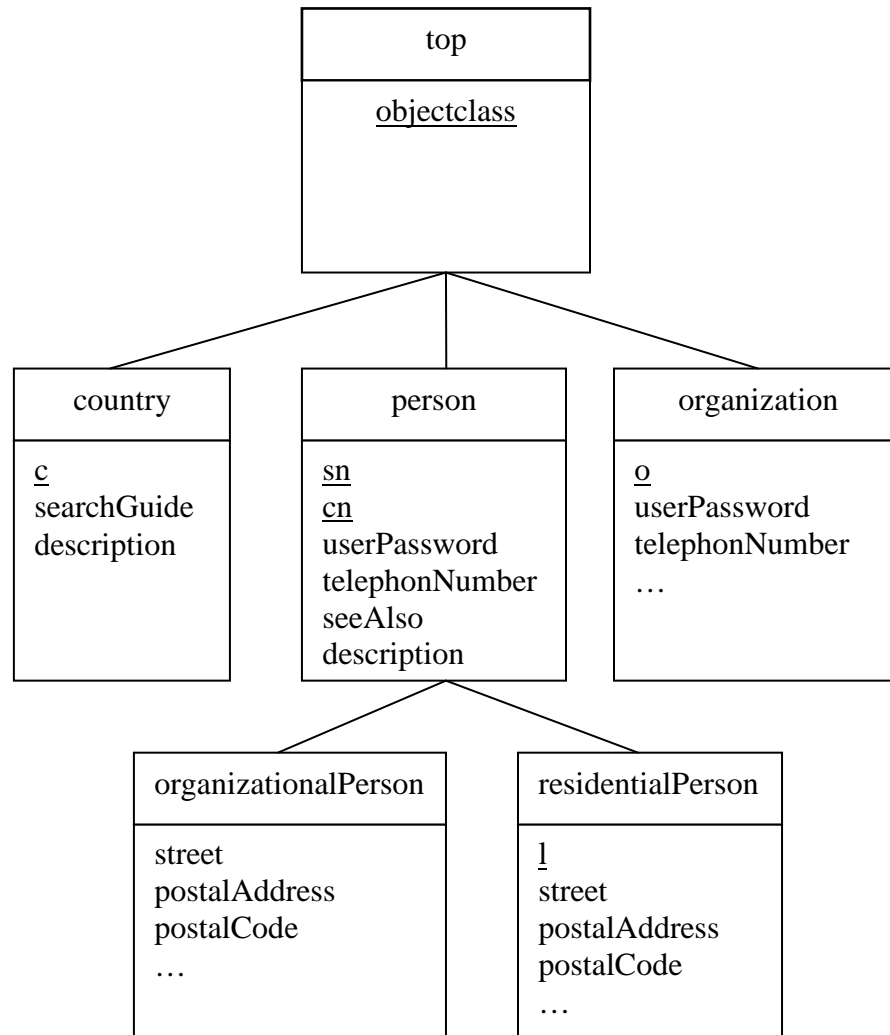 top
objectclass
country
c
searchGuide
description
person
sn
cn
userPassword
telephonNumber
seeAlso
description
organization
o
userPassword
telephonNumber
…
organizationalPerson
street
postalAddress
postalCode
…
residentialPerson
l
street
postalAddress
postalCode
…